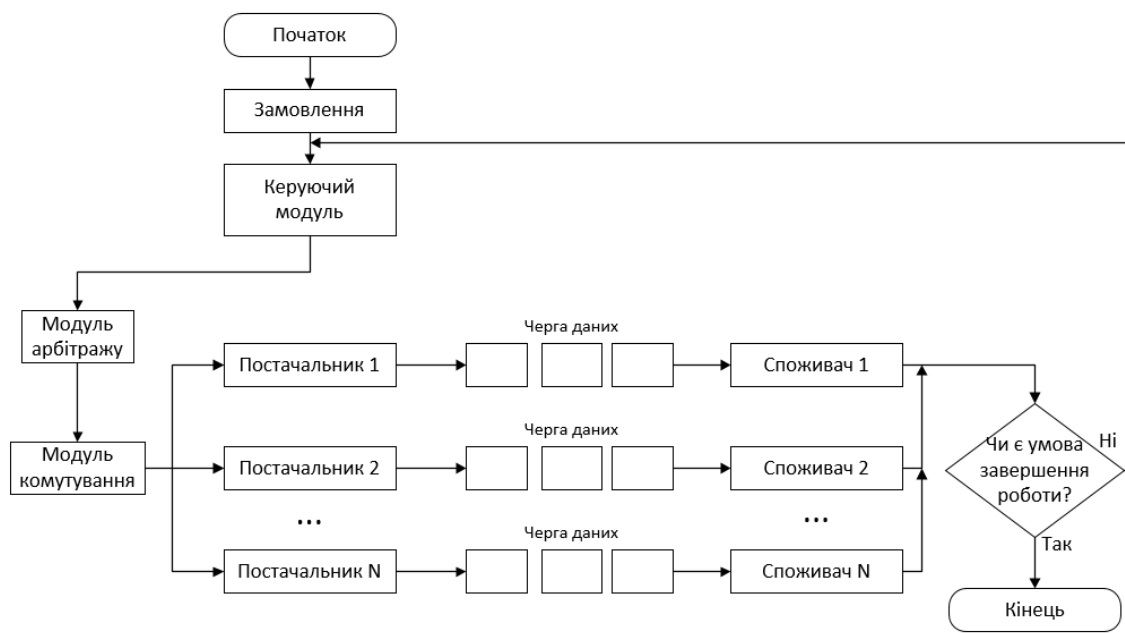 Початок
Замовлення
Керуючий
модуль
Модуль
арбітражу
Модуль
комутування
Черга даних
Постачальник 1
Споживач 1
Черга даних
Постачальник 2
Споживач 2
...
...
Черга даних
Постачальник N
Споживач N
Чи є умова
завершення
роботи?
Ні
Так
Кінець